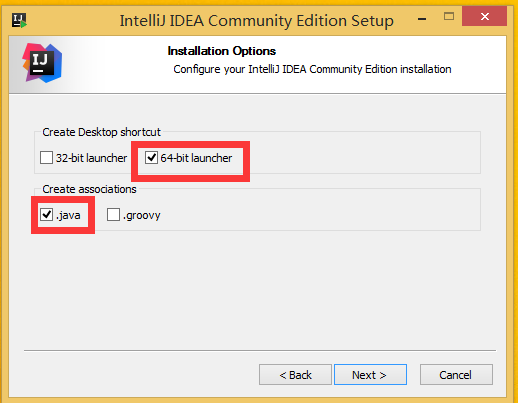 IntelliJ IDEA Community Edition Setup
IJ
Installation Options
Configure your IntelliJ IDEA Community Edition installation
Create Desktop shortcut
32-bit launcher 64-bit launcher
Create associations
.java .groovy
< Back Next > Cancel